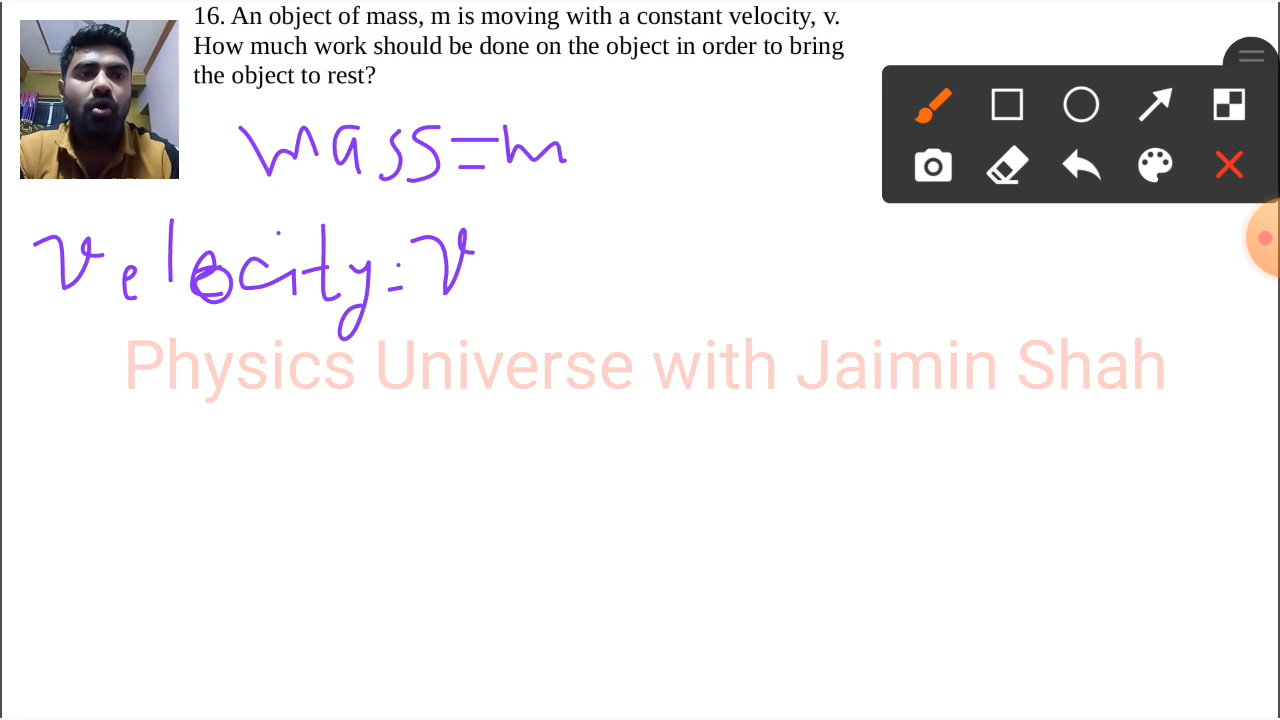 16. An object of mass, m is moving with a constant velocity, v.
How much work should be done on the object in order to bring
the object to rest?
mass=m
velocity=v
Physics Universe with Jaimin Shah